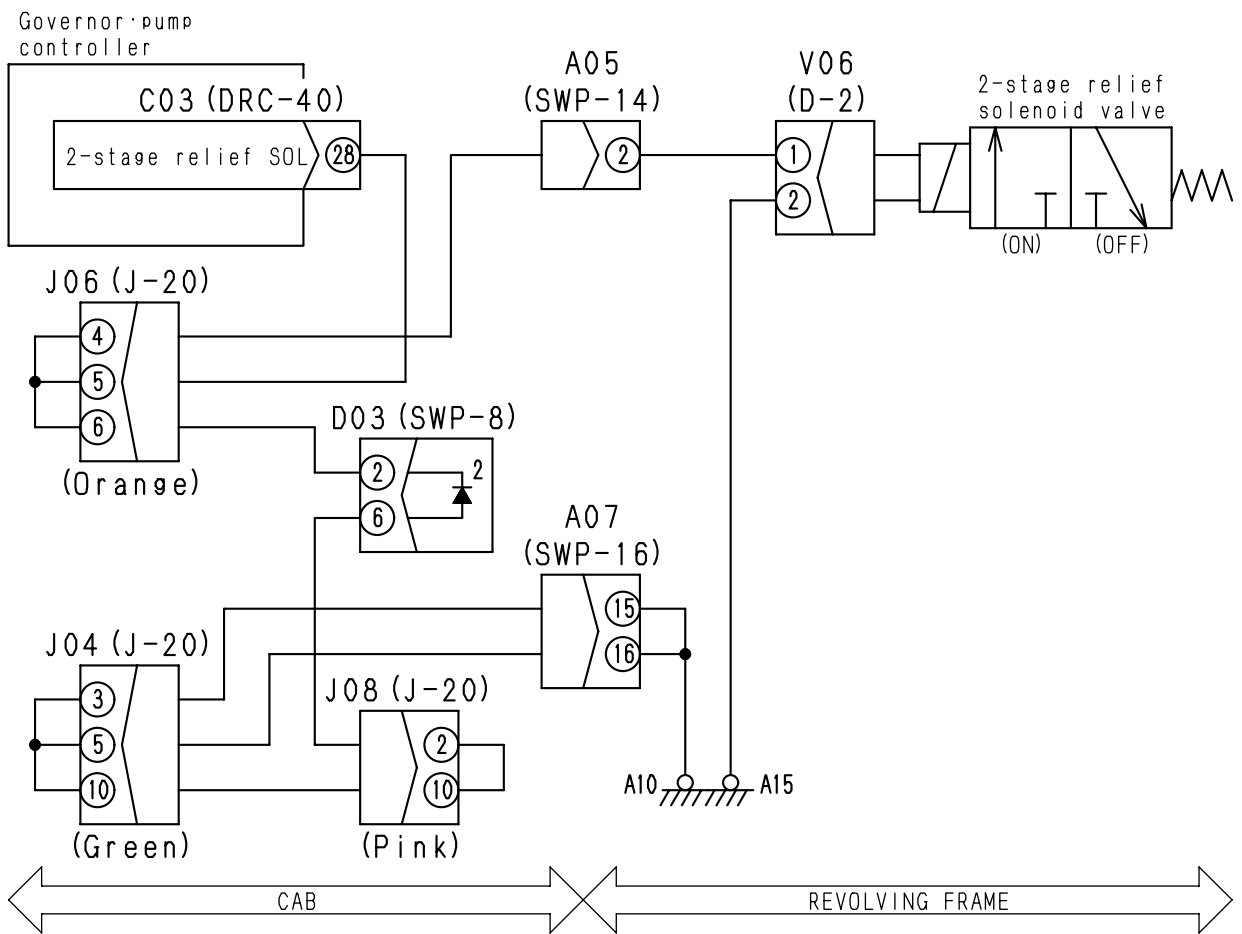 Governor·pump
controller
C03 (DRC-40)
2-stage relief SOL
28
A05
(SWP-14)
2
V06
(D-2)
1
2
2-stage relief
solenoid valve
(ON)
(OFF)
J06 (J-20)
4
5
6
(Orange)
D03 (SWP-8)
2
6
2
A07
(SWP-16)
15
16
J04 (J-20)
3
5
10
(Green)
J08 (J-20)
2
10
(Pink)
A10
A15
CAB
REVOLVING FRAME